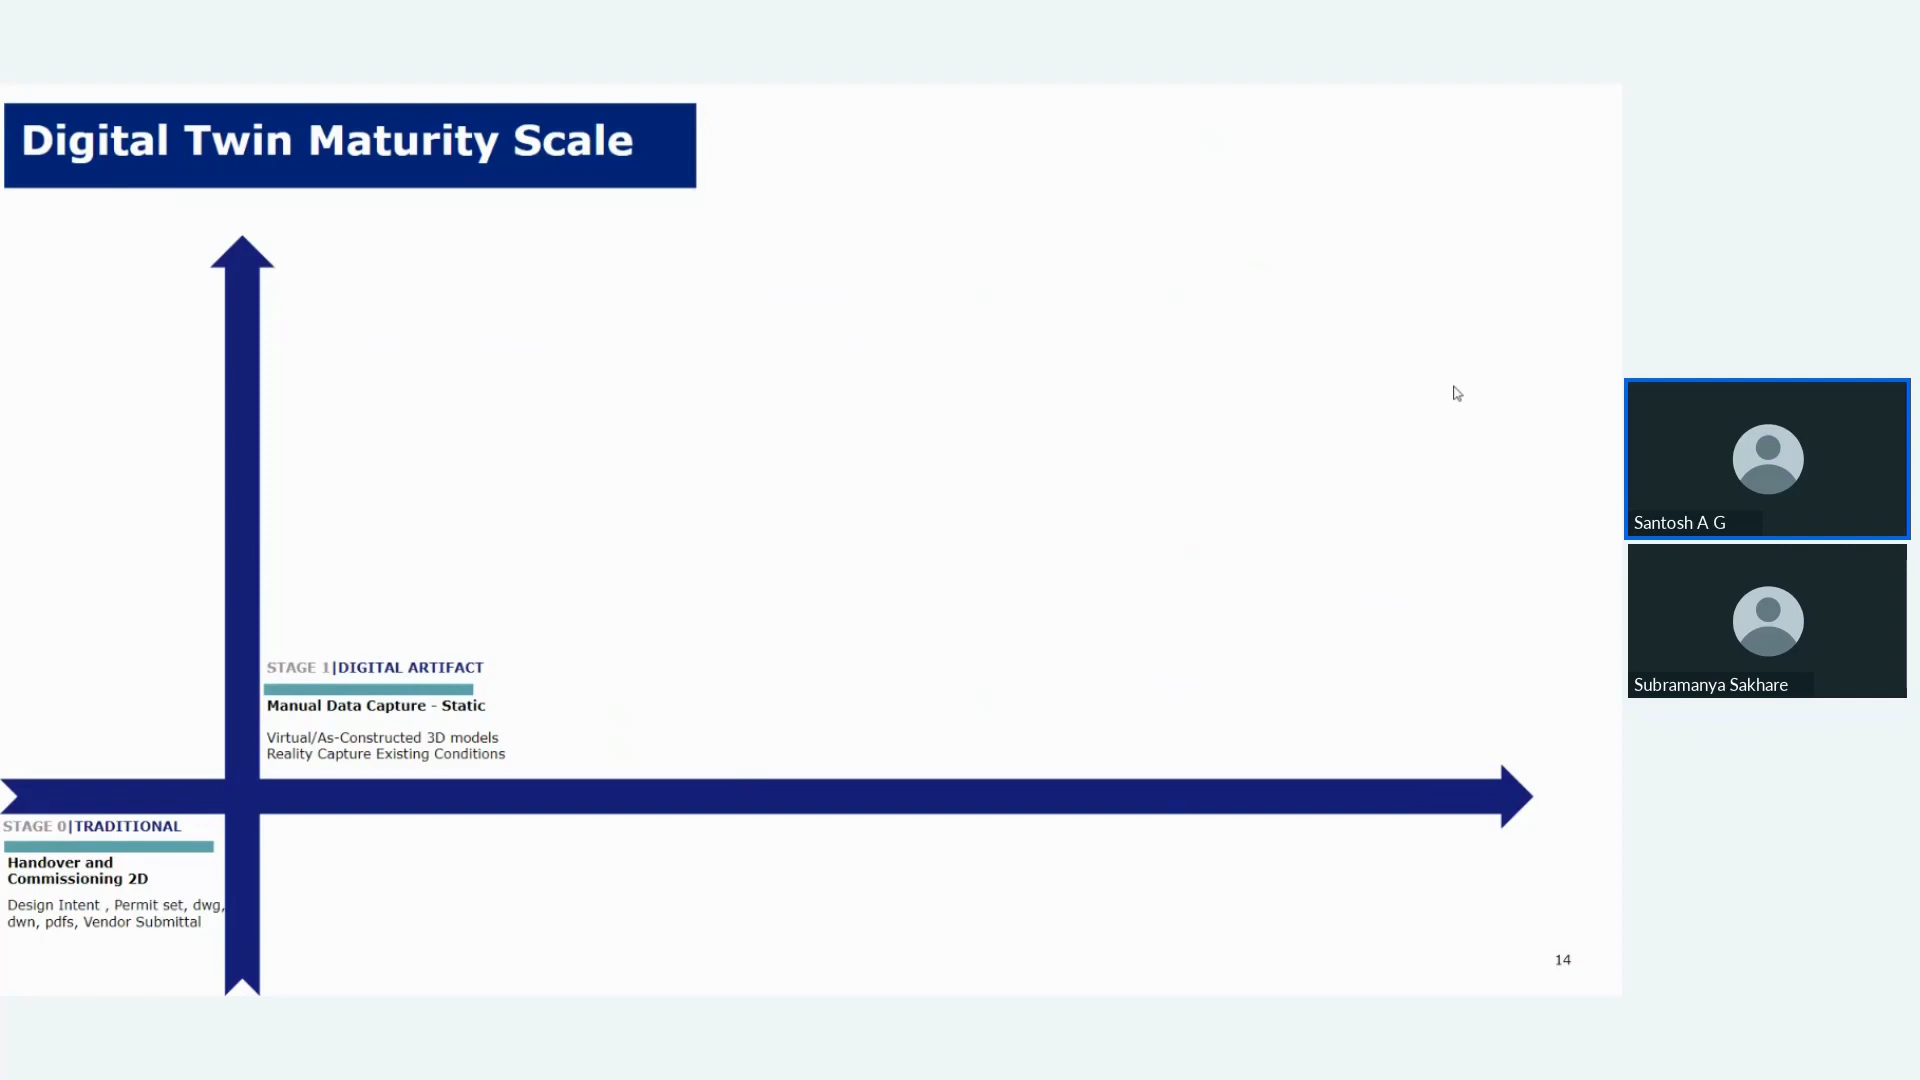 Digital Twin Maturity Scale
STAGE 1|DIGITAL ARTIFACT
Manual Data Capture - Static
Virtual/As-Constructed 3D models
Reality Capture Existing Conditions
STAGE 0|TRADITIONAL
Handover and
Commissioning 2D
Design Intent , Permit set, dwg,
dwn, pdfs, Vendor Submittal
14
Santosh A G
Subramanya Sakhare